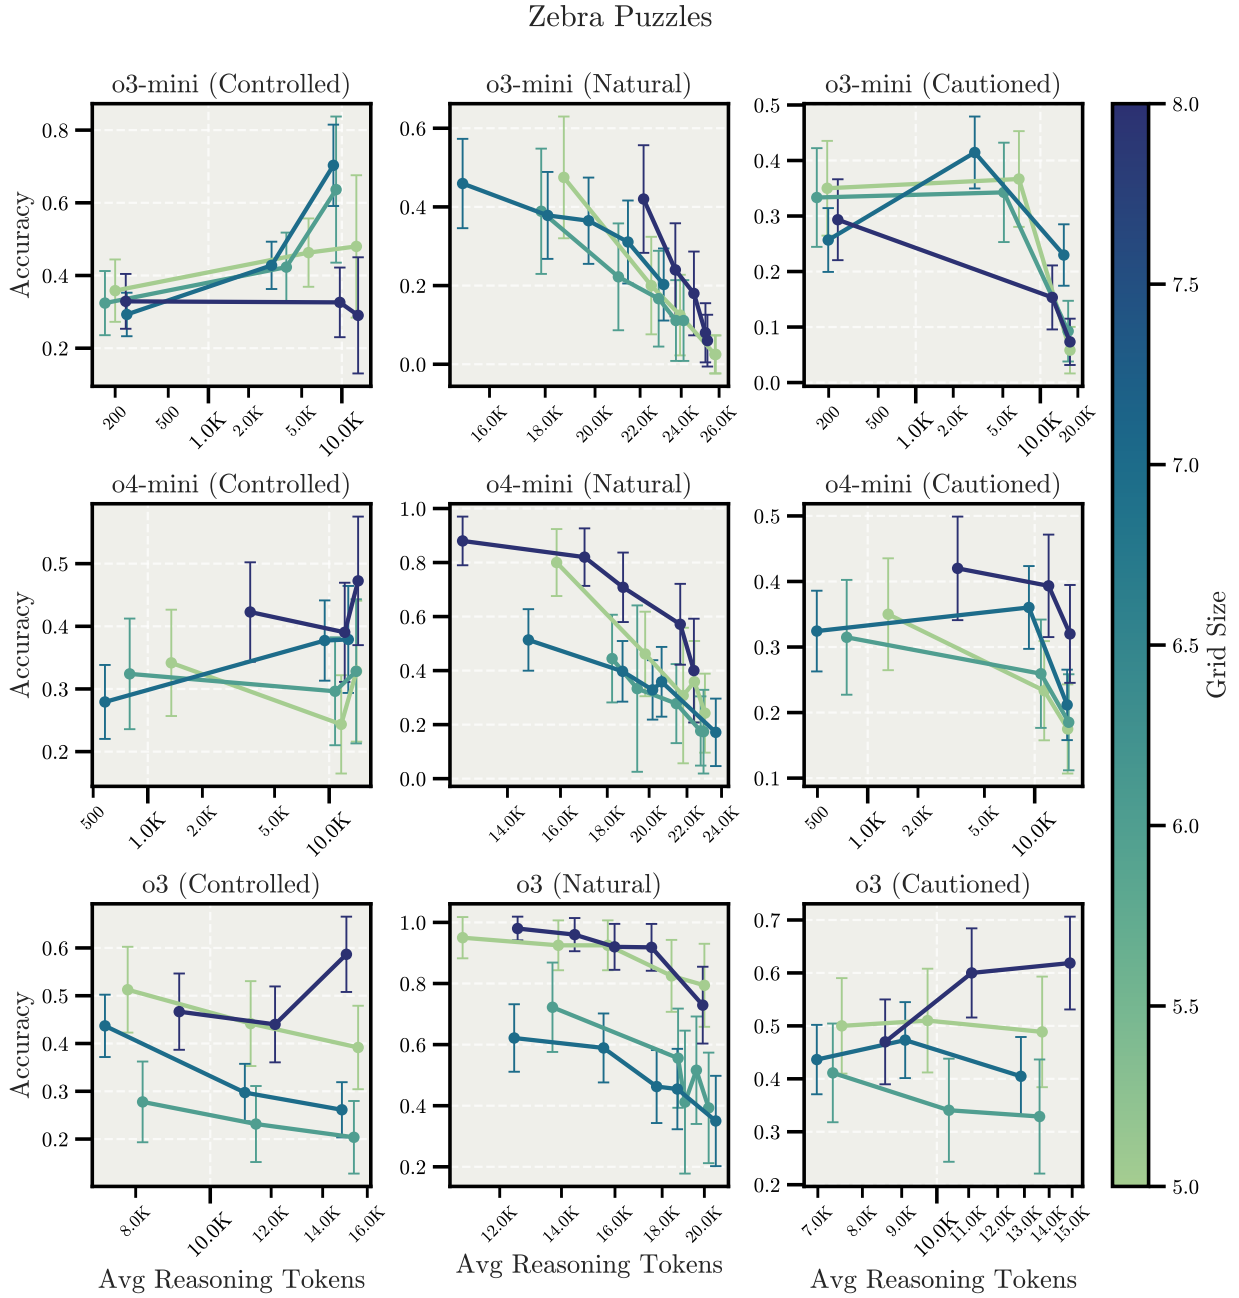 Zebra Puzzles
o3-mini (Controlled)
o3-mini (Natural)
o3-mini (Cautioned)
Accuracy
0.8
0.6
0.4
0.2
200
500
1.0K
2.0K
5.0K
10.0K
0.6
0.4
0.2
0.0
16.0K
18.0K
20.0K
22.0K
24.0K
26.0K
0.5
0.4
0.3
0.2
0.1
0.0
200
500
1.0K
2.0K
5.0K
10.0K
20.0K
o4-mini (Controlled)
o4-mini (Natural)
o4-mini (Cautioned)
Accuracy
0.5
0.4
0.3
0.2
500
1.0K
2.0K
5.0K
10.0K
1.0
0.8
0.6
0.4
0.2
0.0
14.0K
16.0K
18.0K
20.0K
22.0K
24.0K
0.5
0.4
0.3
0.2
0.1
500
1.0K
2.0K
5.0K
10.0K
o3 (Controlled)
o3 (Natural)
o3 (Cautioned)
Accuracy
0.6
0.5
0.4
0.3
0.2
8.0K
10.0K
12.0K
14.0K
16.0K
Avg Reasoning Tokens
1.0
0.8
0.6
0.4
0.2
12.0K
14.0K
16.0K
18.0K
20.0K
Avg Reasoning Tokens
0.7
0.6
0.5
0.4
0.3
0.2
7.0K
8.0K
9.0K
10.0K
11.0K
12.0K
13.0K
14.0K
15.0K
Avg Reasoning Tokens
8.0
7.5
7.0
6.5
6.0
5.5
5.0
Grid Size